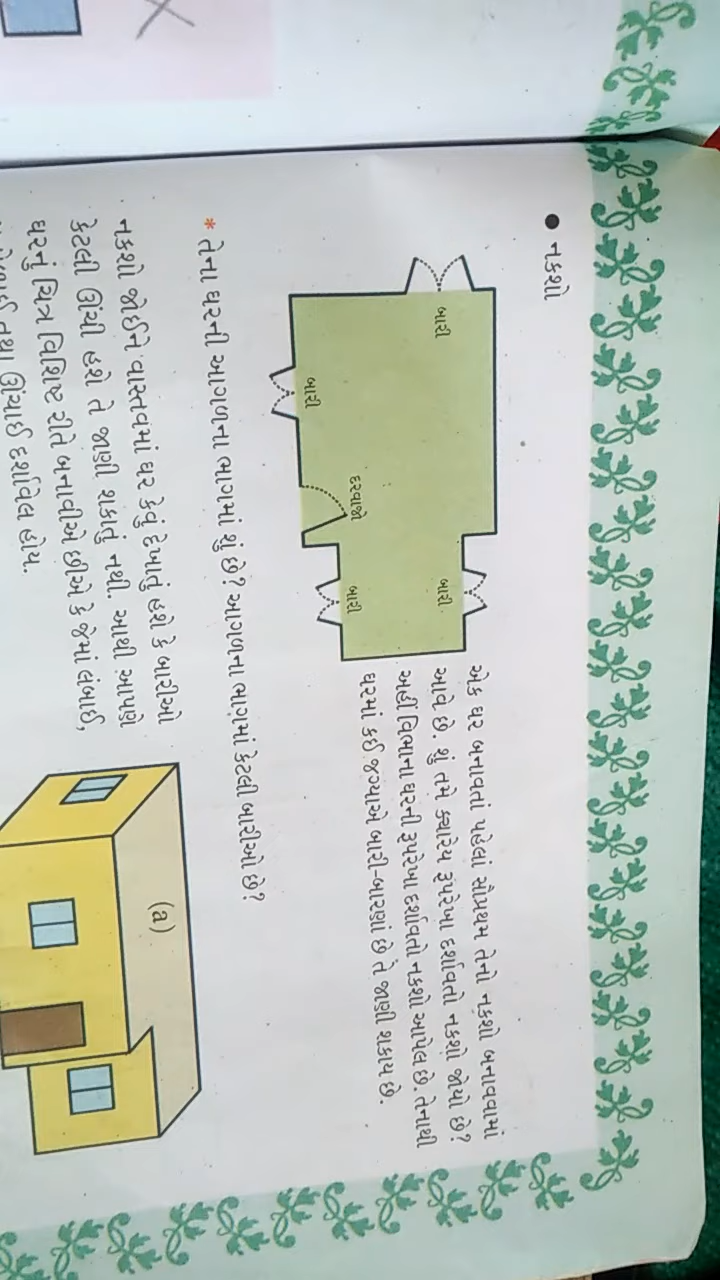 ● નકશો
એક ઘર બનાવતાં પહેલાં સૌપ્રથમ તેનો નકશો બનાવવામાં
આવે છે. શું તમે ક્યારેય રૂપરેખા દર્શાવતો નકશો જોયો છે?
અહીં વિભાના ઘરની રૂપરેખા દર્શાવતો નકશો આપેલ છે. તેનાથી
ઘરમાં કઈ જગ્યાએ બારી-બારણાં છે તે જાણી શકાય છે.
બારી
બારી
બારી
દરવાજો
બારી
* તેના ઘરની આગળના ભાગમાં શું છે? આગળના ભાગમાં કેટલી બારીઓ છે?
નકશો જોઈને વાસ્તવમાં ઘર કેવું દેખાતું હશે કે બારીઓ
કેટલી ઊંચી હશે તે જાણી શકાતું નથી. આથી આપણે
ઘરનું ચિત્ર વિશિષ્ટ રીતે બનાવીએ છીએ કે જેમાં લંબાઈ,
ઊંચાઈ દર્શાવેલ હોય.
(a)